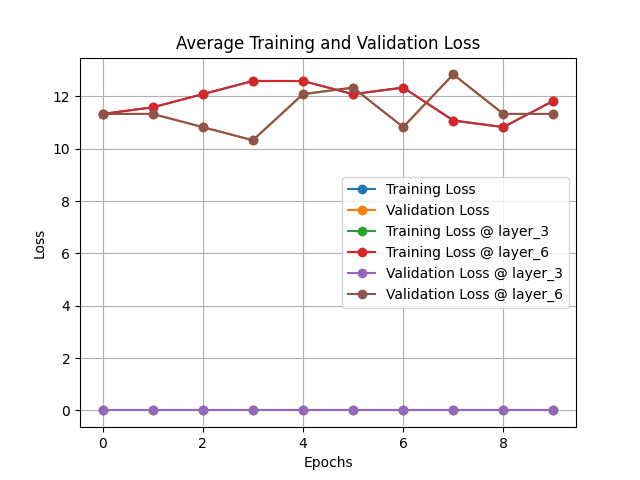 Average Training and Validation Loss
12
10
8
6
4
2
0
Loss
Training Loss
Validation Loss
Training Loss @ layer_3
Training Loss @ layer_6
Validation Loss @ layer_3
Validation Loss @ layer_6
0 2 4 6 8
Epochs